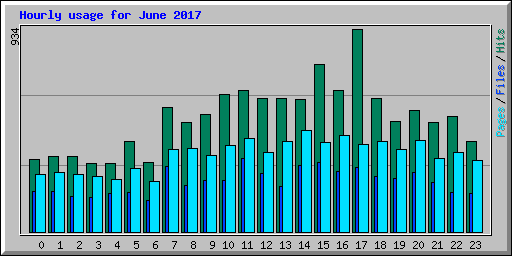 Hourly usage for June 2017
934
Pages / Files / Hits
0 1 2 3 4 5 6 7 8 9 10 11 12 13 14 15 16 17 18 19 20 21 22 23